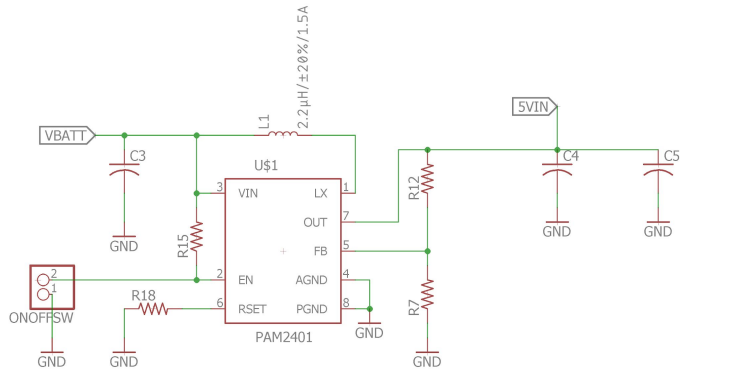 2.2µH/±20%/1.5A
L1
5VIN
VBATT
C3
U$1
C4
C5
3
VIN
LX
1
R12
OUT
7
GND
R15
FB
5
GND
GND
2
2
EN
AGND
4
1
R18
6
RSET
PGND
8
R7
ONOFFSW
GND
PAM2401
GND
GND
GND